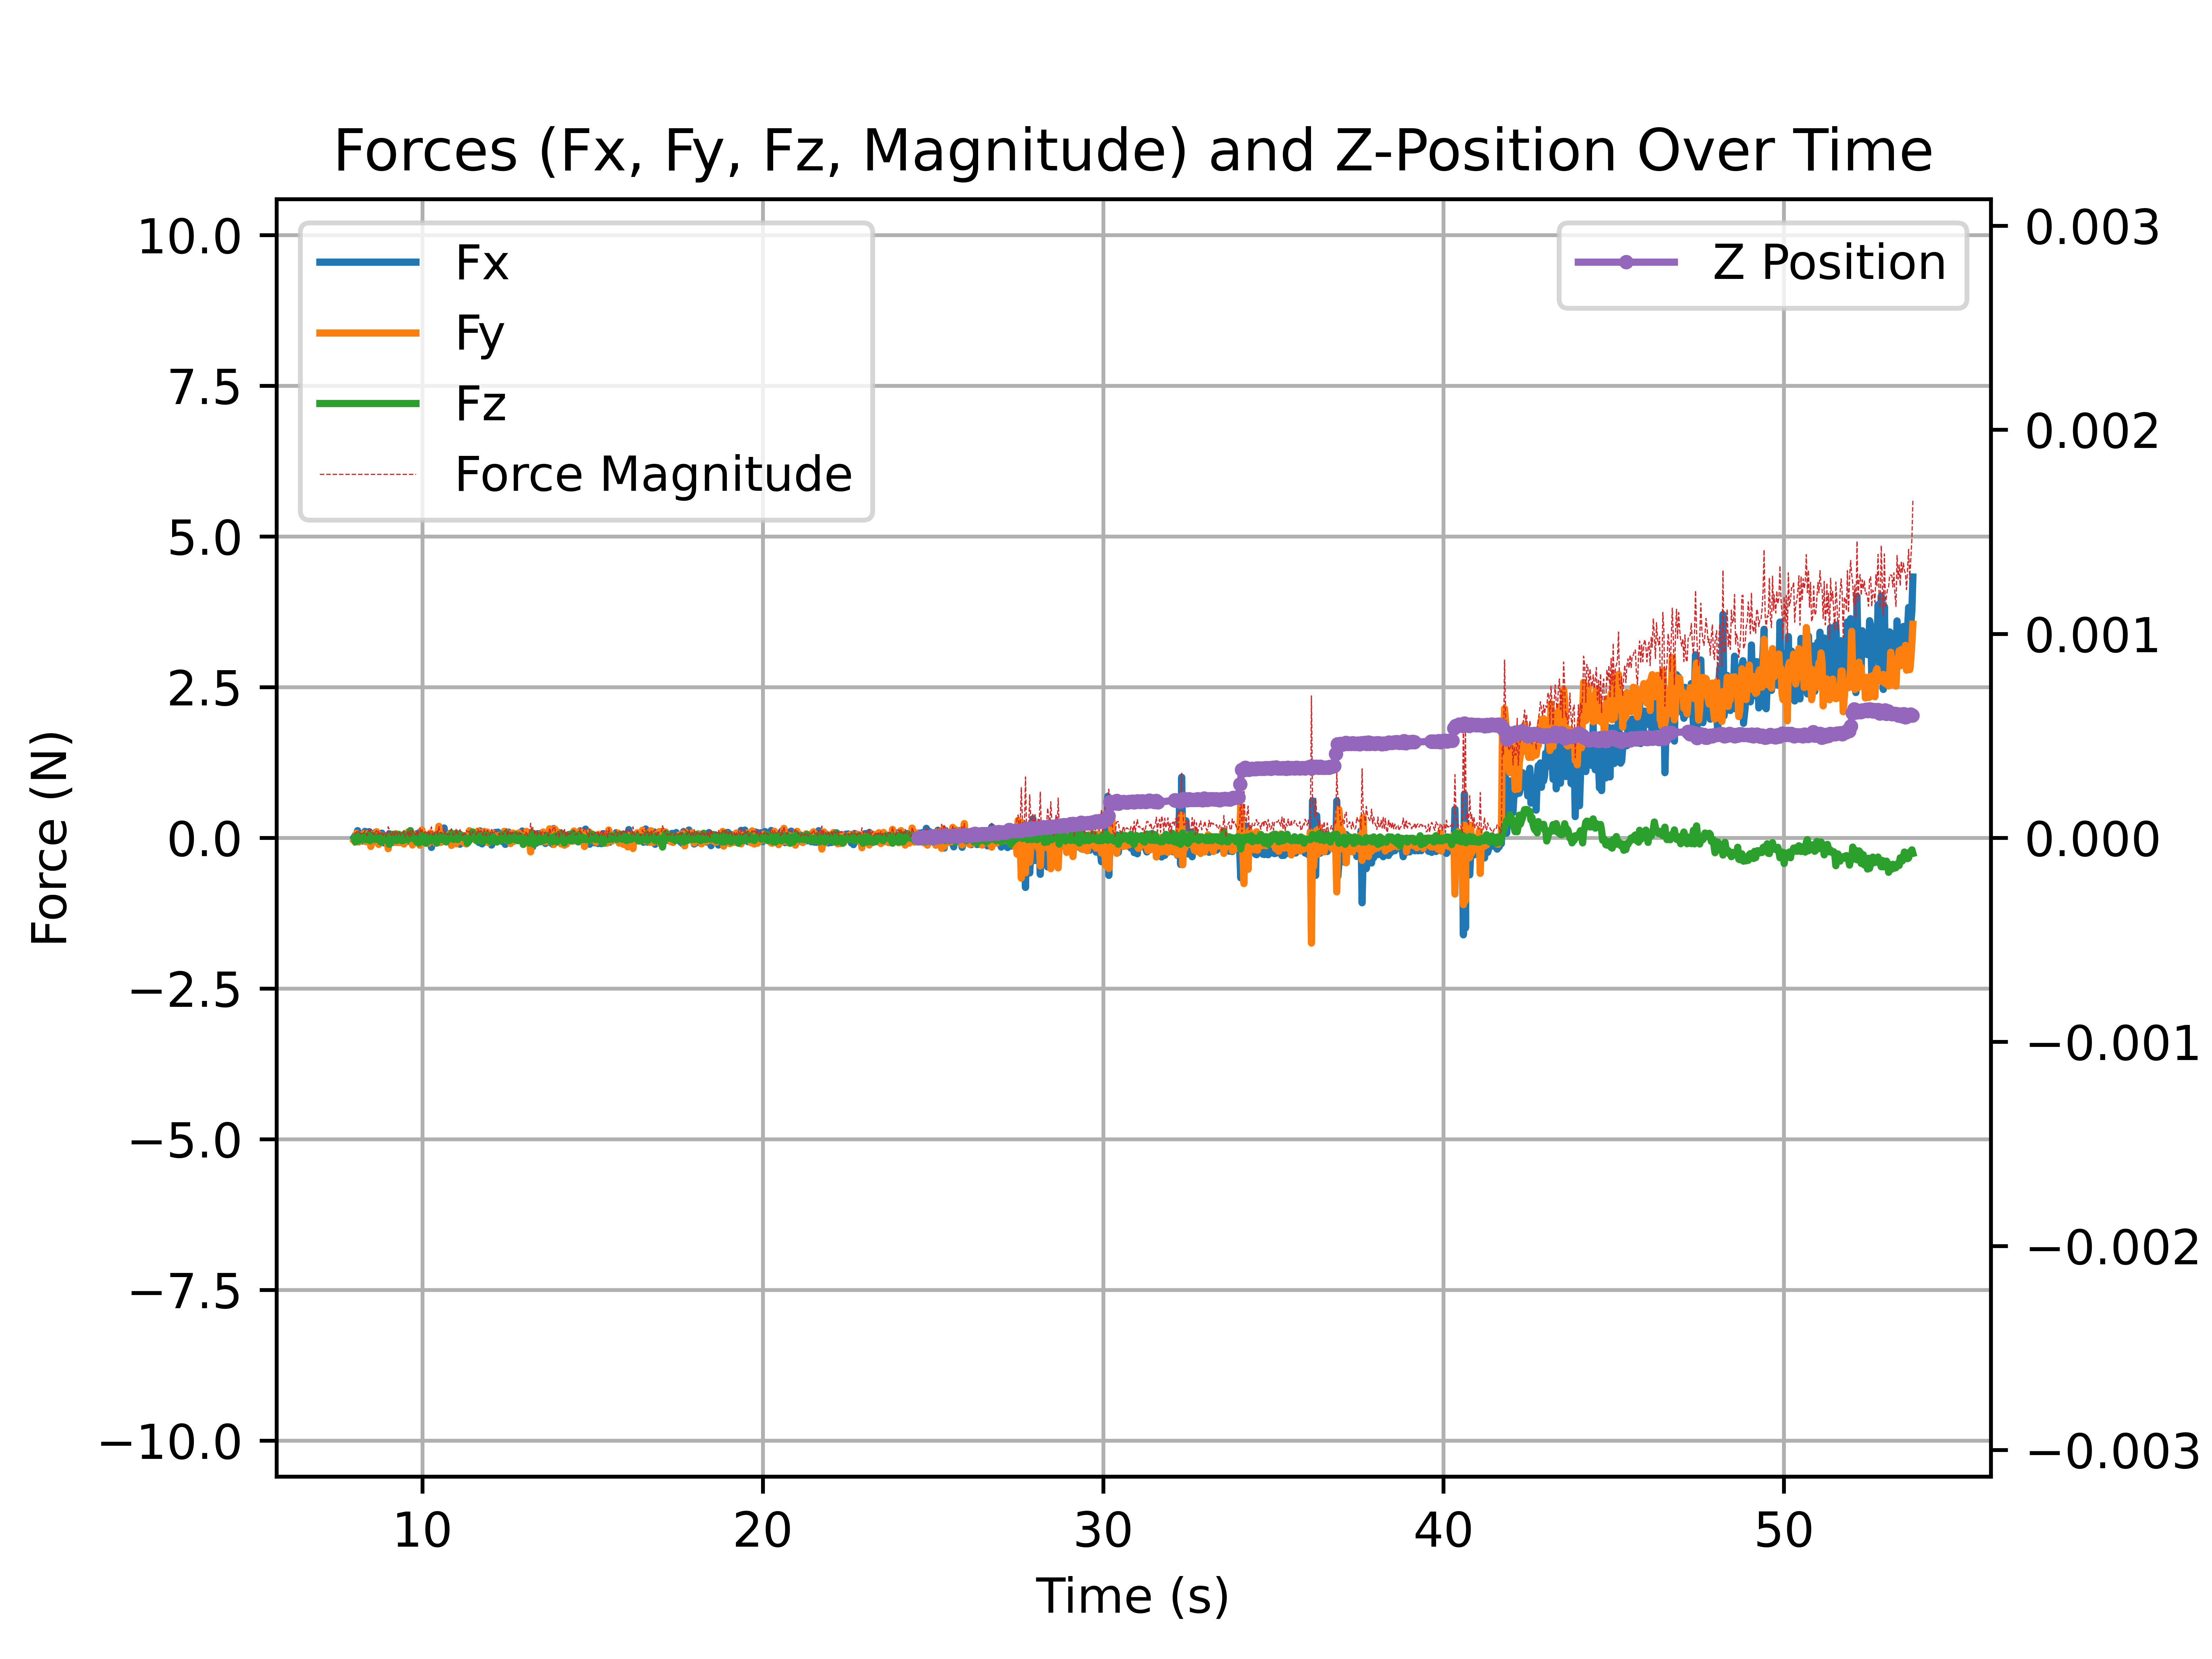 Forces (Fx, Fy, Fz, Magnitude) and Z-Position Over Time
Fx
Fy
Fz
Force Magnitude
Z Position
10.0
7.5
5.0
2.5
0.0
−2.5
−5.0
−7.5
−10.0
Force (N)
0.003
0.002
0.001
0.000
−0.001
−0.002
−0.003
10
20
30
40
50
Time (s)